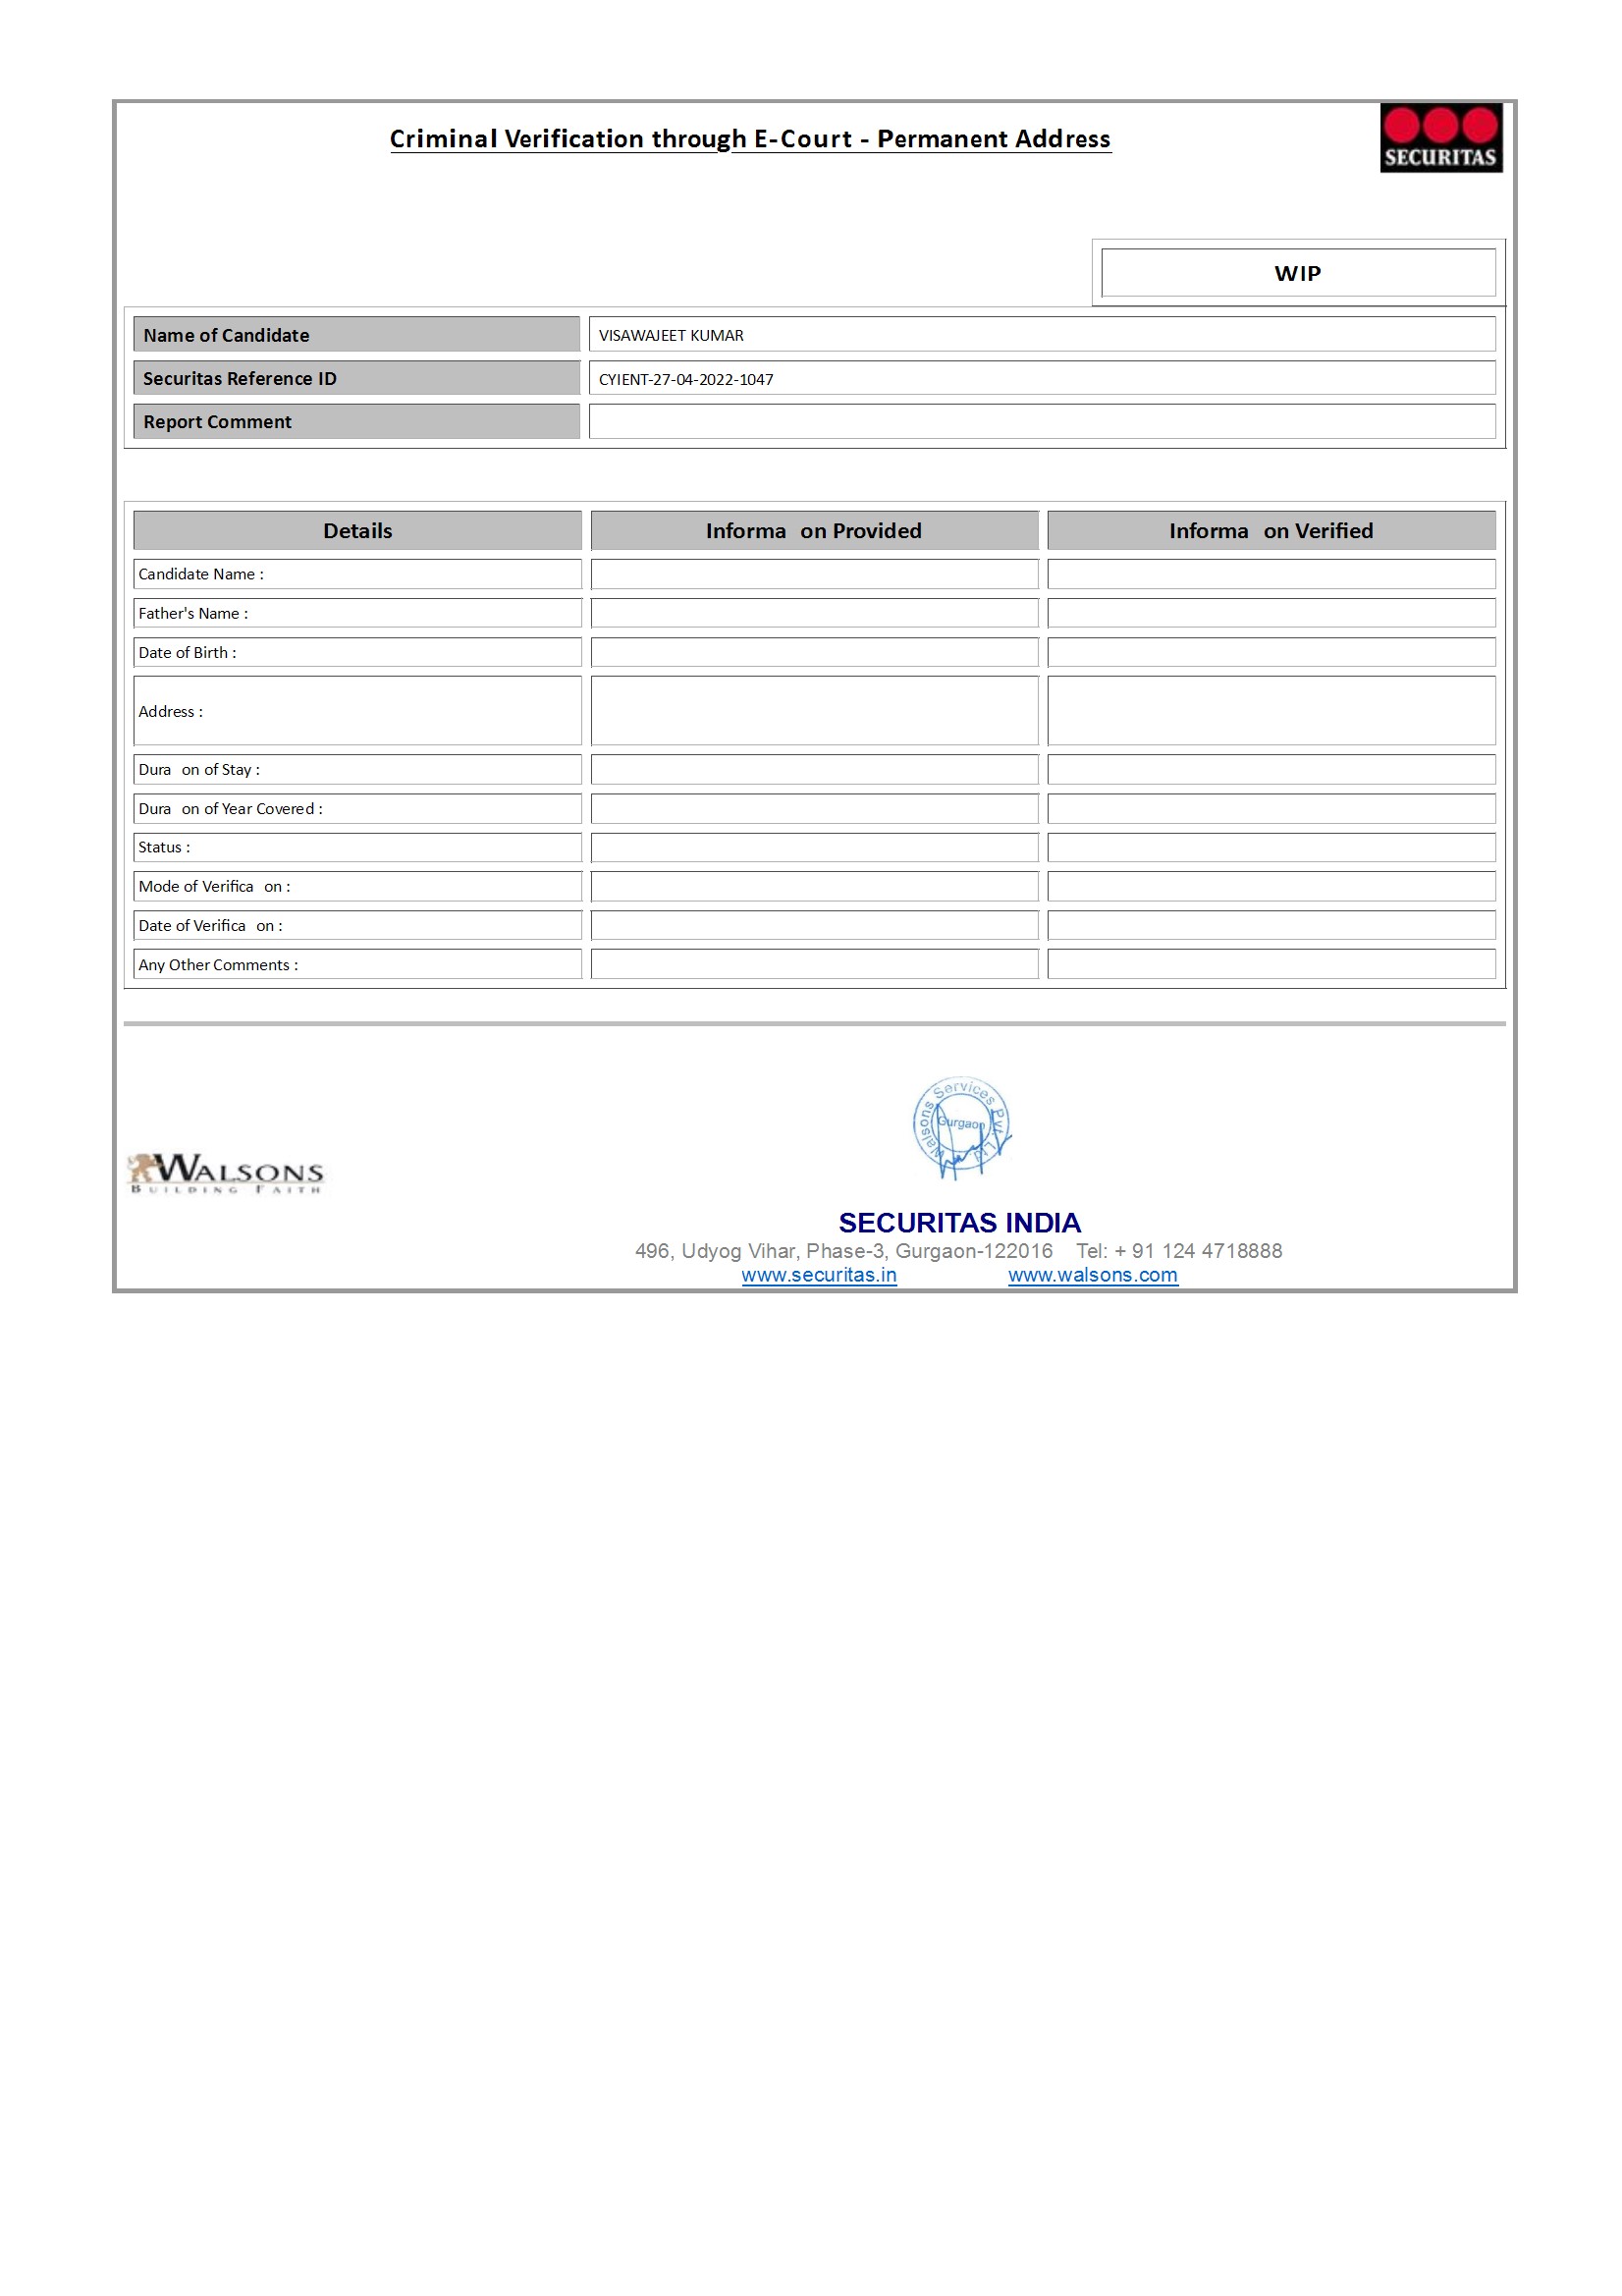 Criminal Verification through E-Court - Permanent Address
SECURITAS
WIP
Name of Candidate VISAWAJEET KUMAR
Securitas Reference ID CYIENT-27-04-2022-1047
Report Comment
Details Informa on Provided Informa on Verified
Candidate Name :
Father's Name :
Date of Birth :
Address :
Dura on of Stay :
Dura on of Year Covered :
Status :
Mode of Verifica on :
Date of Verifica on :
Any Other Comments :
Walsons Services Pvt. Ltd.
Gurgaon
WALSONS
BUILDING FAITH
SECURITAS INDIA
496, Udyog Vihar, Phase-3, Gurgaon-122016 Tel: + 91 124 4718888
www.securitas.in www.walsons.com